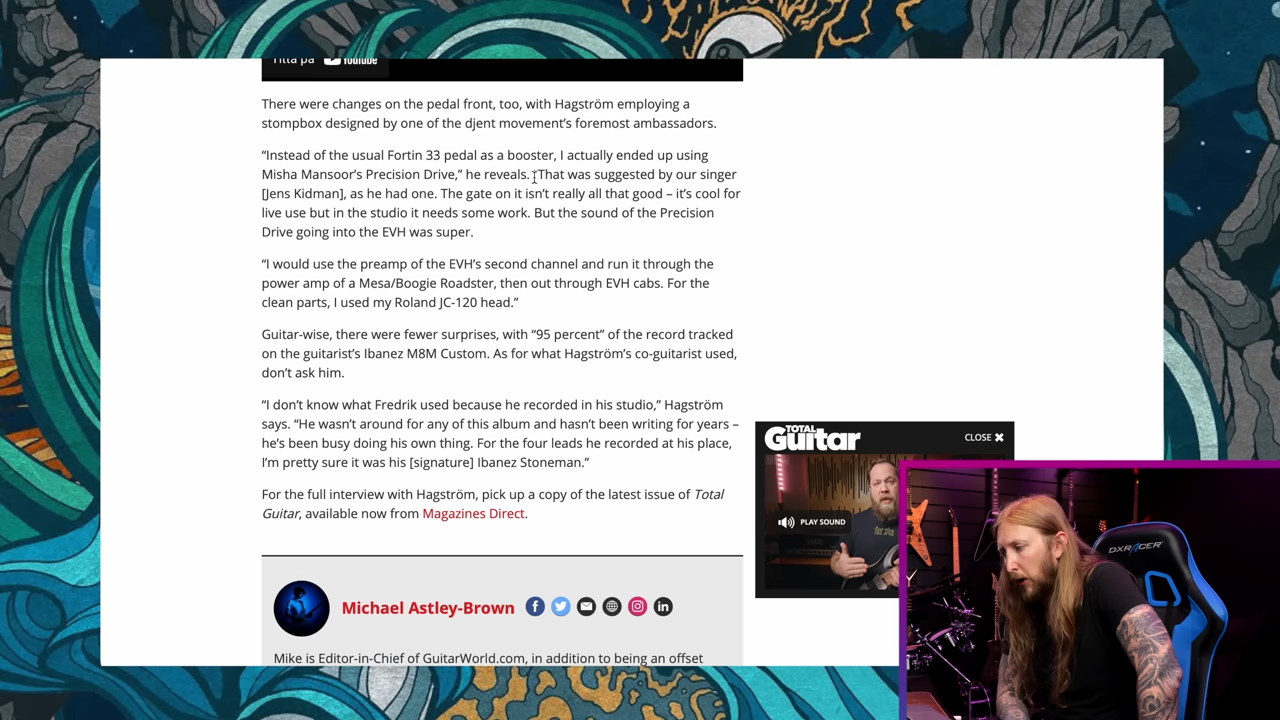 Titta på YouTube
There were changes on the pedal front, too, with Hagström employing a
stompbox designed by one of the djent movement’s foremost ambassadors.
“Instead of the usual Fortin 33 pedal as a booster, I actually ended up using
Misha Mansoor’s Precision Drive,” he reveals. “That was suggested by our singer
[Jens Kidman], as he had one. The gate on it isn’t really all that good – it’s cool for
live use but in the studio it needs some work. But the sound of the Precision
Drive going into the EVH was super.
“I would use the preamp of the EVH’s second channel and run it through the
power amp of a Mesa/Boogie Roadster, then out through EVH cabs. For the
clean parts, I used my Roland JC-120 head.”
Guitar-wise, there were fewer surprises, with “95 percent” of the record tracked
on the guitarist’s Ibanez M8M Custom. As for what Hagström’s co-guitarist used,
don’t ask him.
“I don’t know what Fredrik used because he recorded in his studio,” Hagström
says. “He wasn’t around for any of this album and hasn’t been writing for years –
he’s been busy doing his own thing. For the four leads he recorded at his place,
I’m pretty sure it was his [signature] Ibanez Stoneman.”
For the full interview with Hagström, pick up a copy of the latest issue of Total
Guitar, available now from Magazines Direct.
Michael Astley-Brown
Mike is Editor-in-Chief of GuitarWorld.com, in addition to being an offset
TOTAL
Guitar
CLOSE ✖
PLAY SOUND
DXRACER